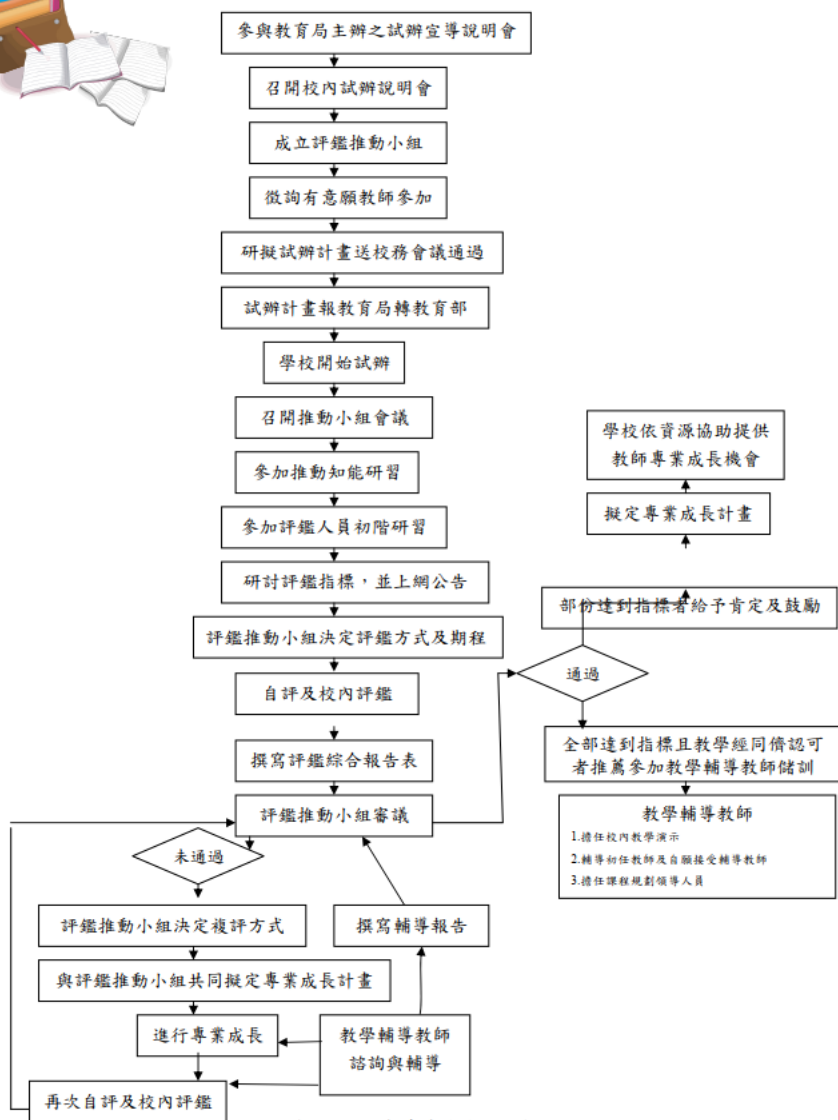 參與教育局主辦之試辦宣導說明會
召開校內試辦說明會
成立評鑑推動小組
徵詢有意願教師參加
研擬試辦計畫送校務會議通過
試辦計畫報教育局轉教育部
學校開始試辦
召開推動小組會議
參加推動知能研習
參加評鑑人員初階研習
研討評鑑指標，並上網公告
評鑑推動小組決定評鑑方式及期程
自評及校內評鑑
撰寫評鑑綜合報告表
評鑑推動小組審議
未通過
評鑑推動小組決定複評方式
與評鑑推動小組共同擬定專業成長計畫
進行專業成長
再次自評及校內評鑑
撰寫輔導報告
教學輔導教師
諮詢與輔導
學校依資源協助提供
教師專業成長機會
擬定專業成長計畫
部份達到指標者給予肯定及鼓勵
通過
全部達到指標且教學經同儕認可
者推薦參加教學輔導教師儲訓
教學輔導教師
1.擔任校內教學演示
2.輔導初任教師及自願接受輔導教師
3.擔任課程規劃領導人員